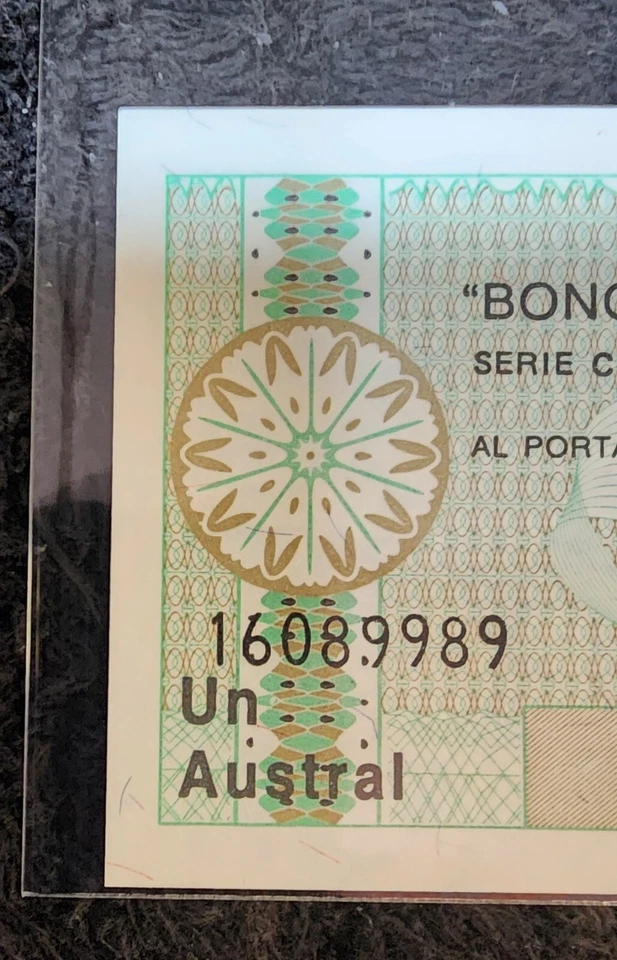 “BONO
SERIE C
AL PORTA
16089989
Un
Austral